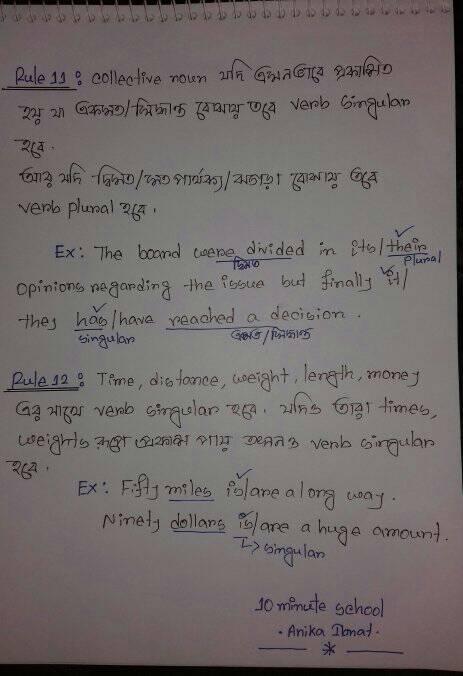 Rule 11 : collective noun যদি এমনভাবে প্রকাশিত
হয় যা একমত/সিদ্ধান্ত বোঝায় তবে verb singular
হবে.
আর যদি দ্বিমত/মতপার্থক্য/ঝগড়া বোঝায় তবে
verb plural হবে.
Ex: The board were divided in its/their
দ্বিমত plural
opinions regarding the issue but finally it/
they has/have reached a decision.
singular একমত/সিদ্ধান্ত
Rule 12 : Time, distance, weight, length, money
এর সাথে verb singular হবে. যদিও তারা times,
weights রূপে প্রকাশ পায় তখনও verb singular
হবে.
Ex: Fifty miles is/are a long way.
Ninety dollars is/are a huge amount.
singular
10 minute school
Anika